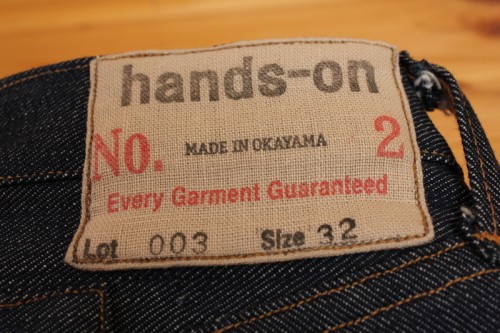 hands-on
No. MADE IN OKAYAMA 2
Every Garment Guaranteed
Lot 003 Size 32